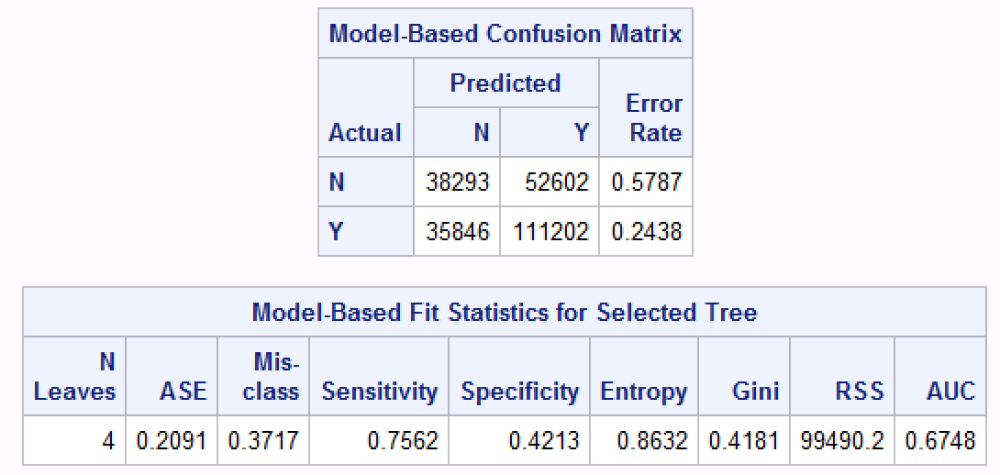 Model-Based Confusion Matrix
Actual Predicted Error Rate
N Y
N 38293 52602 0.5787
Y 35846 111202 0.2438
Model-Based Fit Statistics for Selected Tree
N Leaves ASE Mis-class Sensitivity Specificity Entropy Gini RSS AUC
4 0.2091 0.3717 0.7562 0.4213 0.8632 0.4181 99490.2 0.6748